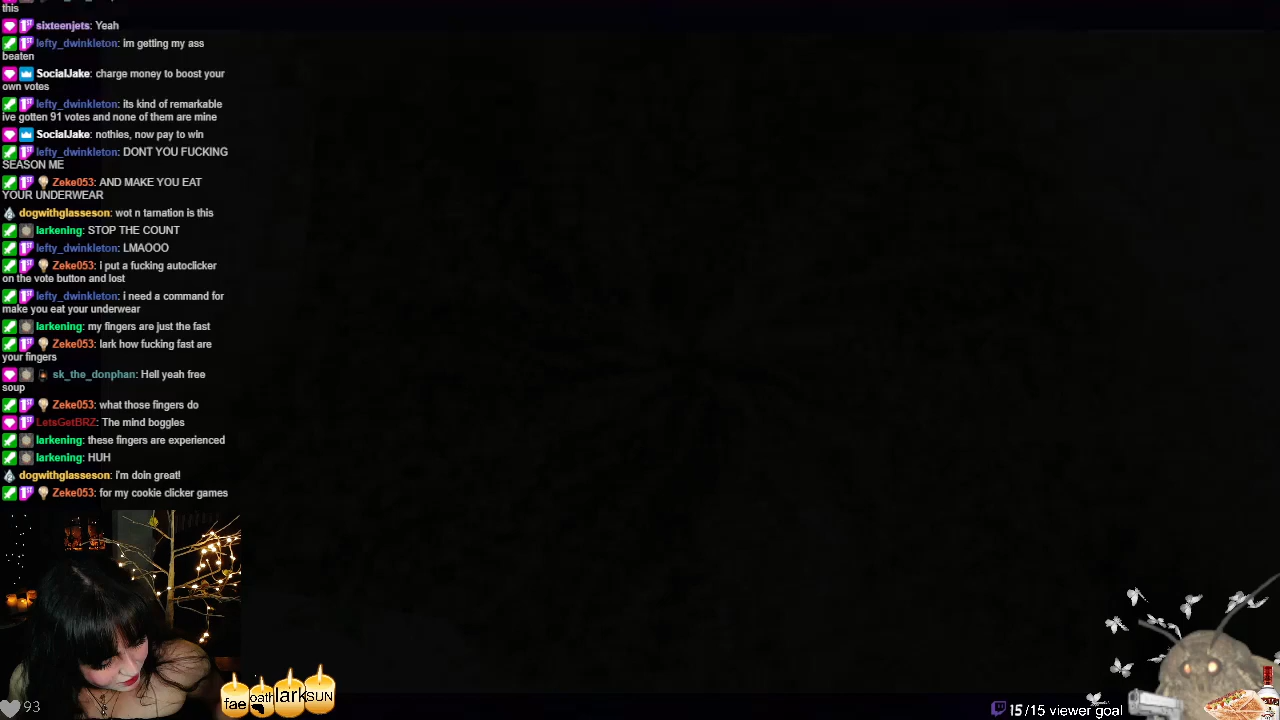 this
sixteenjets: Yeah
lefty_dwinkleton: im getting my ass
beaten
SocialJake: charge money to boost your
own votes
lefty_dwinkleton: its kind of remarkable
ive gotten 91 votes and none of them are mine
SocialJake: nothies, now pay to win
lefty_dwinkleton: DONT YOU FUCKING
SEASON ME
Zeke053: AND MAKE YOU EAT
YOUR UNDERWEAR
dogwithglasseson: wot n tarnation is this
larkening: STOP THE COUNT
lefty_dwinkleton: LMAOOO
Zeke053: I put a fucking autoclicker
on the vote button and lost
lefty_dwinkleton: i need a command for
make you eat your underwear
larkening: my fingers are just the fast
Zeke053: lark how fucking fast are
your fingers
sk_the_donphan: Hell yeah free
soup
Zeke053: what those fingers do
LetsGetBRZ: The mind boggles
larkening: these fingers are experienced
larkening: HUH
dogwithglasseson: i'm doin great!
Zeke053: for my cookie clicker games
fae oath lark SUN
93
15/15 viewer goal